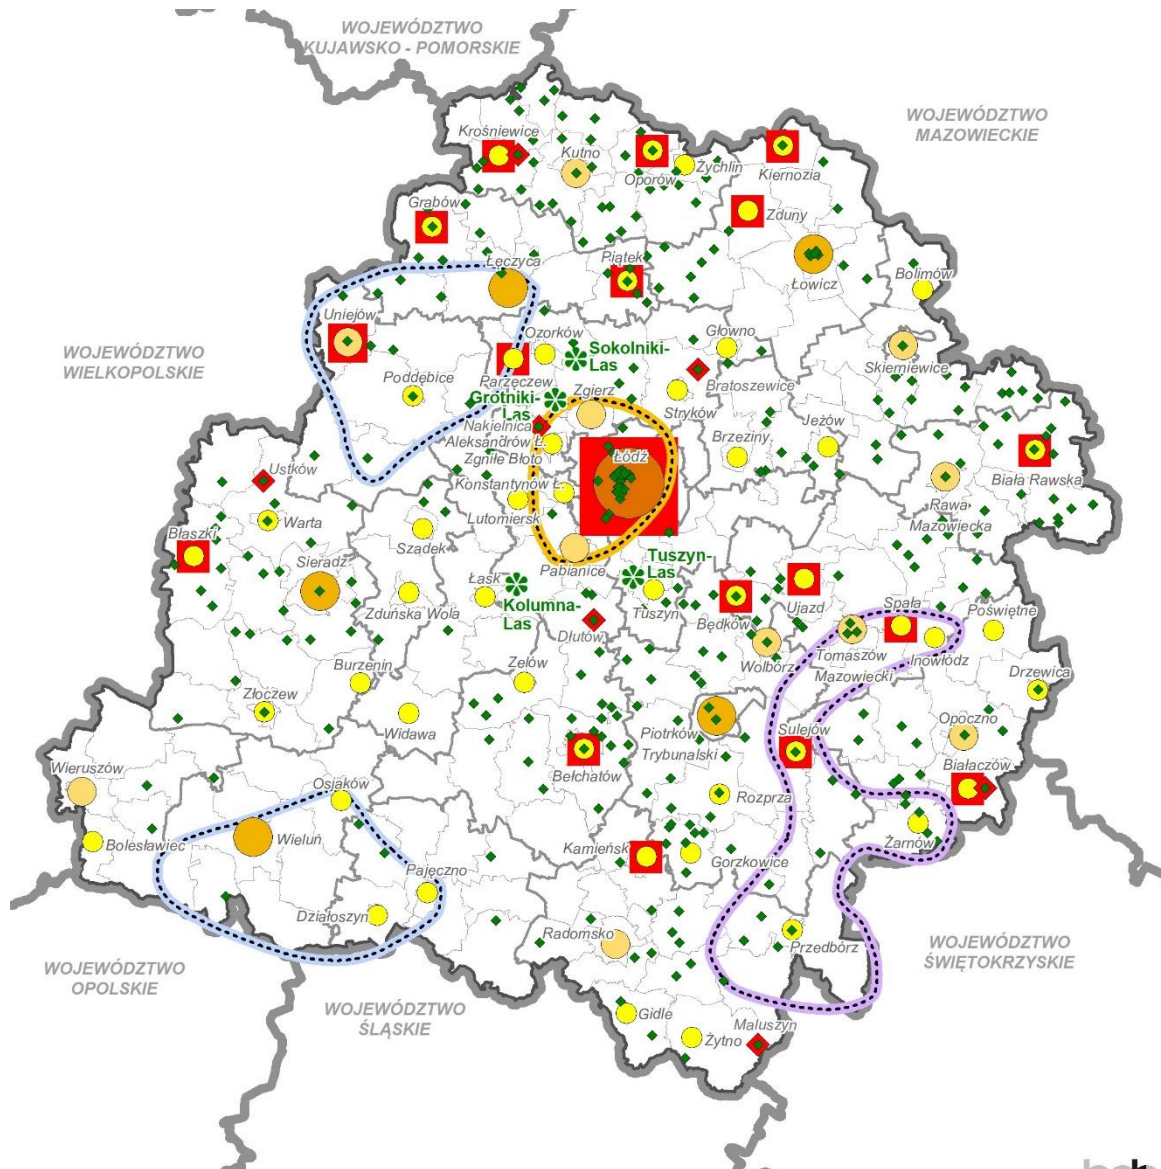 WOJEWÓDZTWO
KUJAWSKO - POMORSKIE
WOJEWÓDZTWO
MAZOWIECKIE
Krośniewice
Kutno
Oporów
Żychlin
Kiernozia
Zduny
Grabów
Łęczyca
Piątek
Łowicz
Bolimów
Uniejów
WOJEWÓDZTWO
WIELKOPOLSKIE
Ozorków
Sokolniki-
Las
Głowno
Skierniewice
Parzęczew
Poddębice
Grotniki-
Las
Zgierz
Bratoszewice
Stryków
Nakielnica
Aleksandrów Ł.
Zgniłe Błoto
Łódź
Brzeziny
Jeżów
Biała Rawska
Ustków
Konstantynów Ł.
Lutomiersk
Rawa
Mazowiecka
Warta
Błaszki
Szadek
Sieradz
Pabianice
Tuszyn-
Las
Łask
Zduńska Wola
Kolumna-
Las
Tuszyn
Będków
Ujazd
Spała
Poświętne
Dłutów
Wolbórz
Tomaszów
Mazowiecki
Inowłódz
Burzenin
Zelów
Drzewica
Złoczew
Widawa
Piotrków
Trybunalski
Sulejów
Opoczno
Bełchatów
Białaczów
Wieruszów
Osjaków
Rozprza
Bolesławiec
Wieluń
Kamieńsk
Gorzkowice
Żarnów
Pajęczno
Działoszyn
Radomsko
Przedbórz
WOJEWÓDZTWO
ŚWIĘTOKRZYSKIE
WOJEWÓDZTWO
OPOLSKIE
WOJEWÓDZTWO
ŚLĄSKIE
Gidle
Żytno
Maluszyn